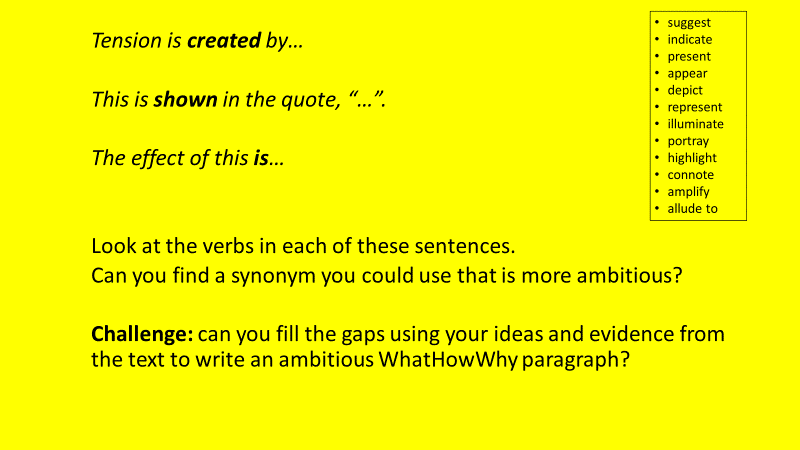 Tension is created by…
This is shown in the quote, “…”.
The effect of this is…
• suggest
• indicate
• present
• appear
• depict
• represent
• illuminate
• portray
• highlight
• connote
• amplify
• allude to
Look at the verbs in each of these sentences.
Can you find a synonym you could use that is more ambitious?
Challenge: can you fill the gaps using your ideas and evidence from
the text to write an ambitious WhatHowWhy paragraph?